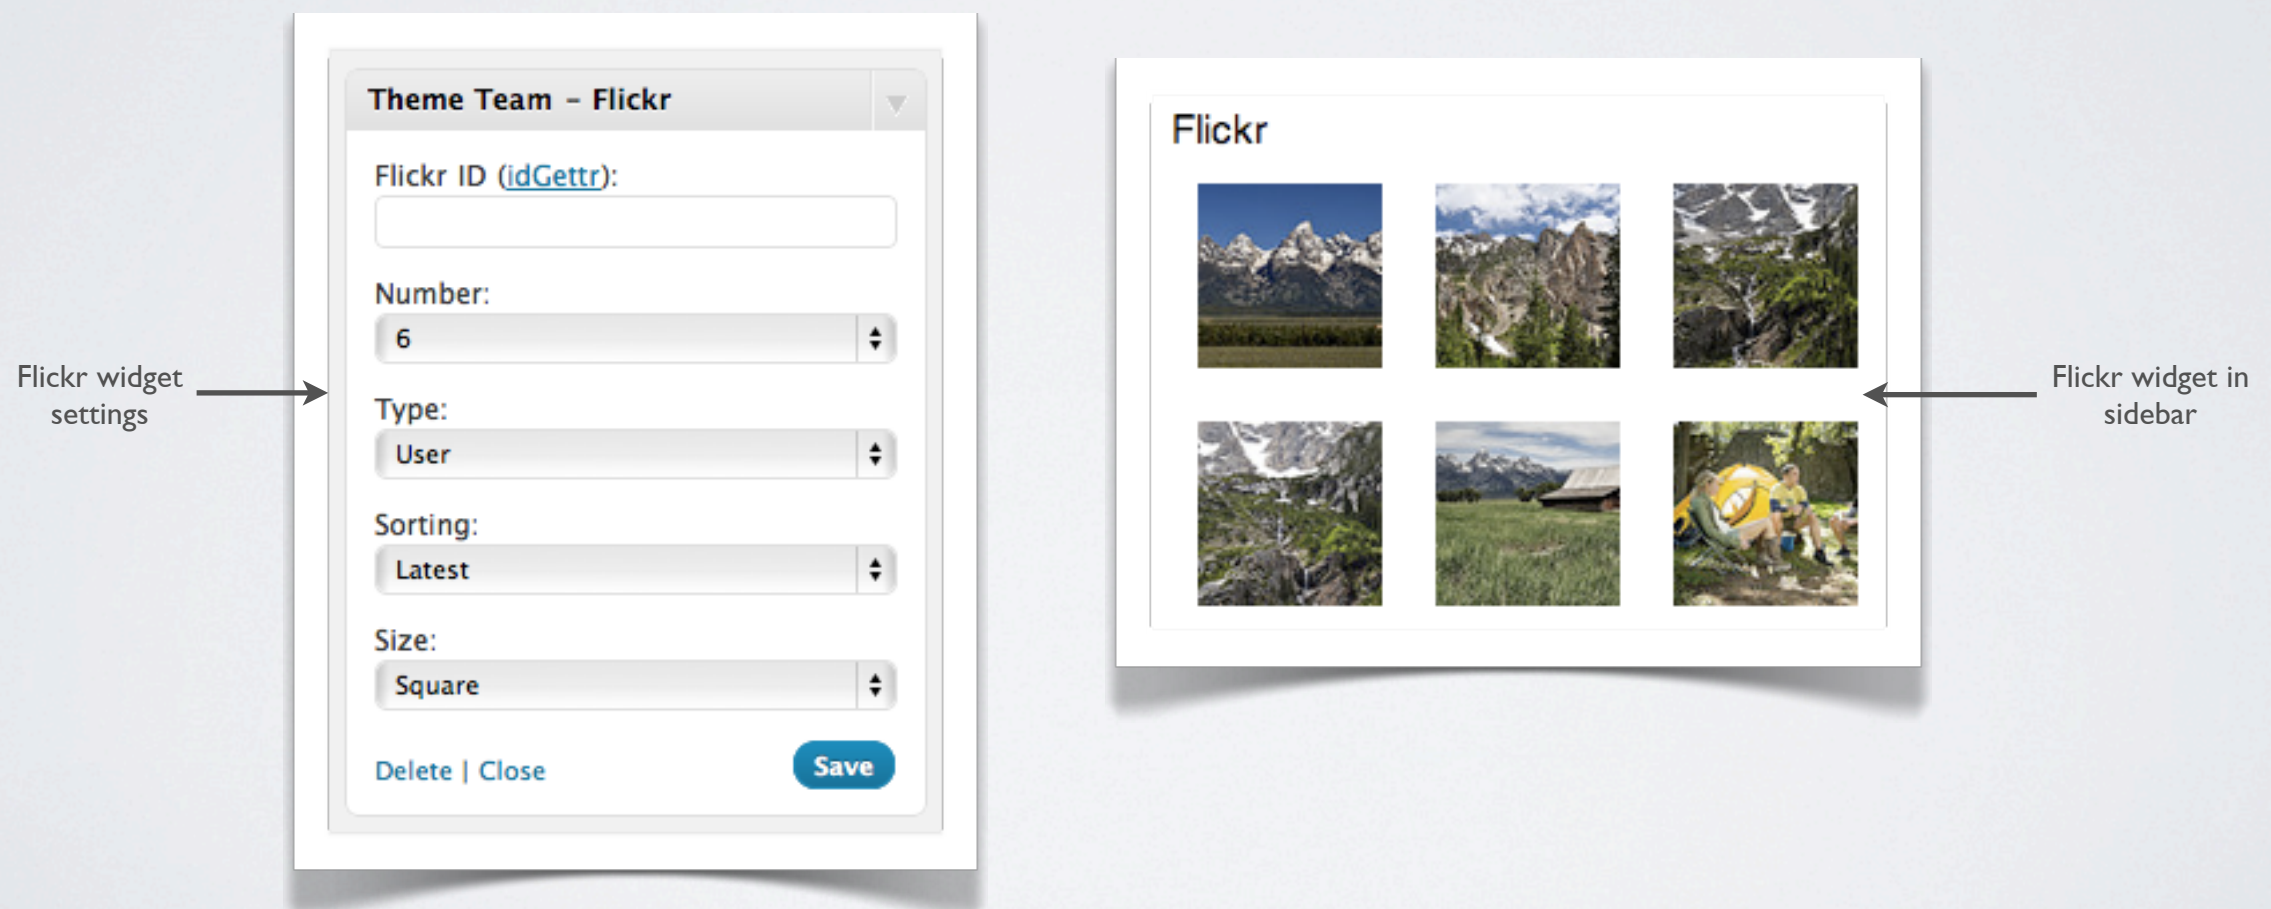 Theme Team – Flickr
Flickr ID (idGettr):
Number:
6
Type:
User
Sorting:
Latest
Size:
Square
Delete | Close
Save
Flickr widget
settings
Flickr
Flickr widget in
sidebar